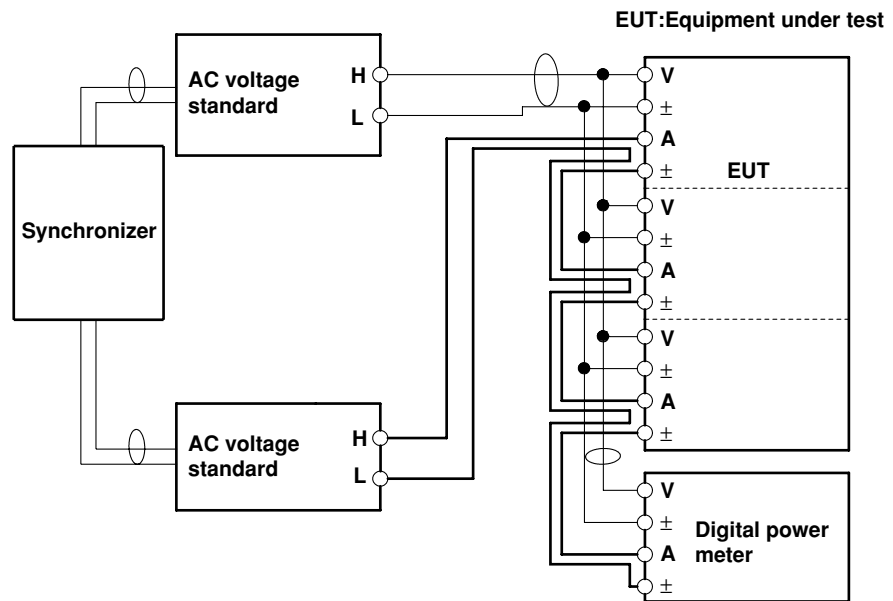 EUT:Equipment under test
AC voltage
standard
H
L
Synchronizer
AC voltage
standard
H
L
V
±
A
±
EUT
V
±
A
±
V
±
A
±
V
±
A
±
Digital power
meter